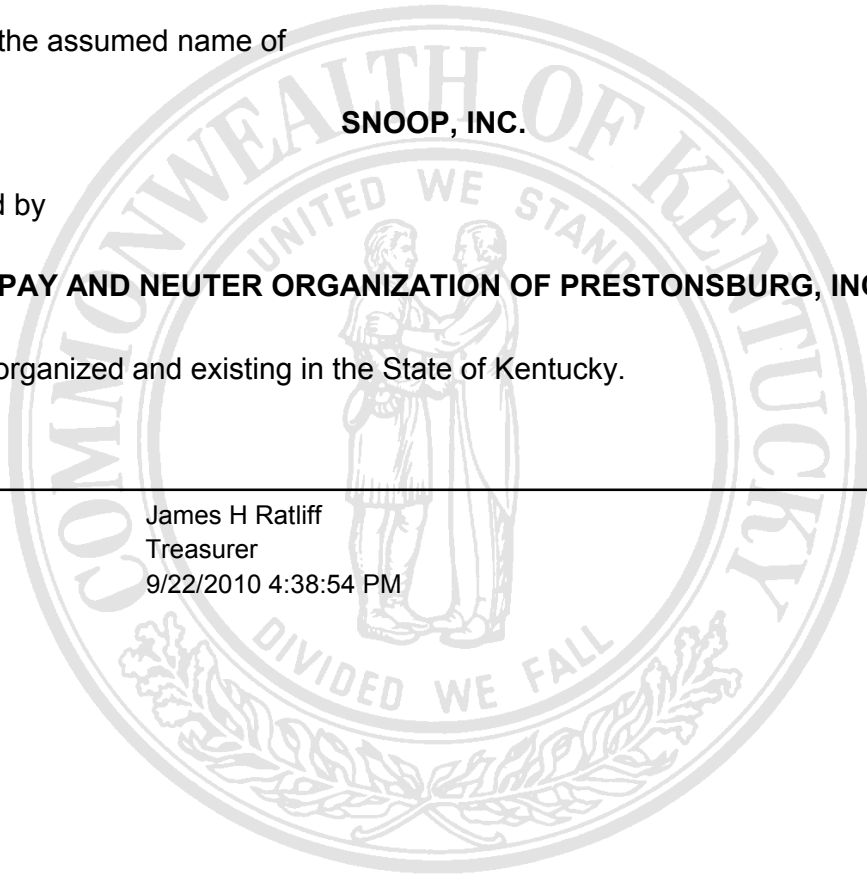 the assumed name of
SNOOP, INC.
d by
PAY AND NEUTER ORGANIZATION OF PRESTONSBURG, INC
organized and existing in the State of Kentucky.
James H Ratliff
Treasurer
9/22/2010 4:38:54 PM
COMMONWEALTH OF KENTUCKY
UNITED WE STAND
DIVIDED WE FALL